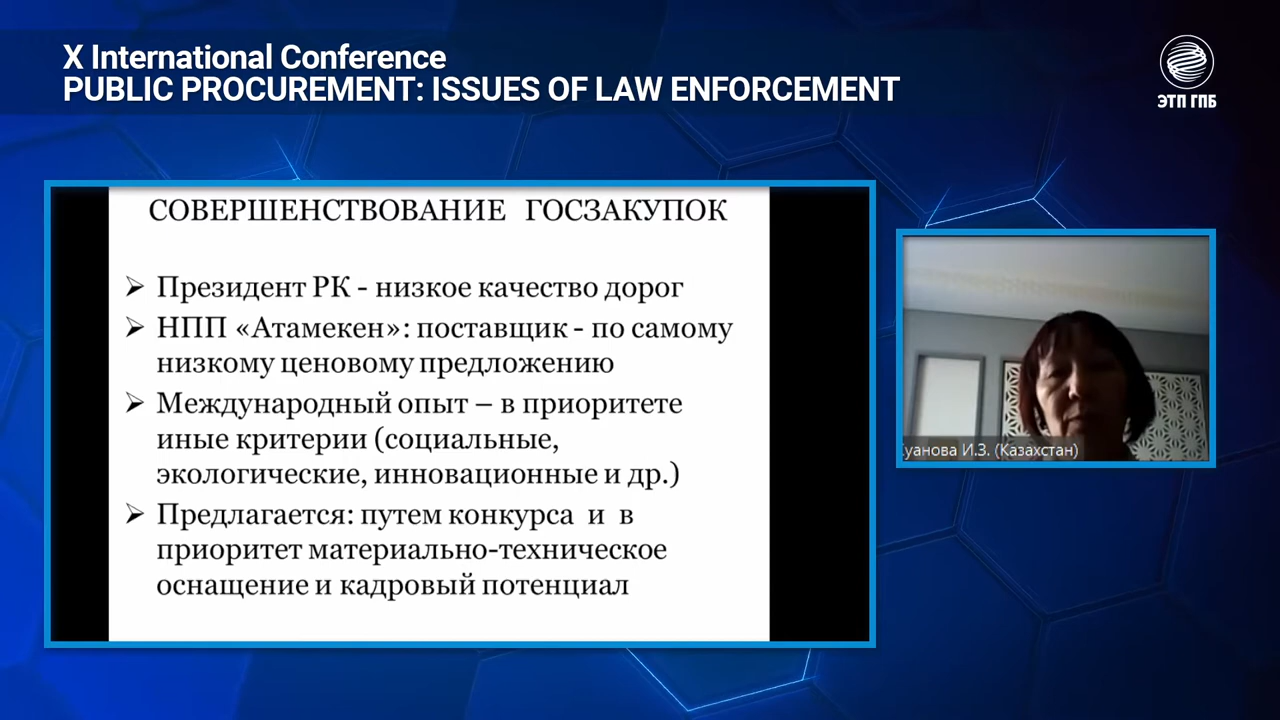 X International Conference
PUBLIC PROCUREMENT: ISSUES OF LAW ENFORCEMENT
ЭТП ГПБ
СОВЕРШЕНСТВОВАНИЕ ГОСЗАКУПОК
➢ Президент РК - низкое качество дорог
➢ НПП «Атамекен»: поставщик - по самому
низкому ценовому предложению
➢ Международный опыт – в приоритете
иные критерии (социальные,
экологические, инновационные и др.)
➢ Предлагается: путем конкурса и в
приоритет материально-техническое
оснащение и кадровый потенциал
И.З. (Казахстан)